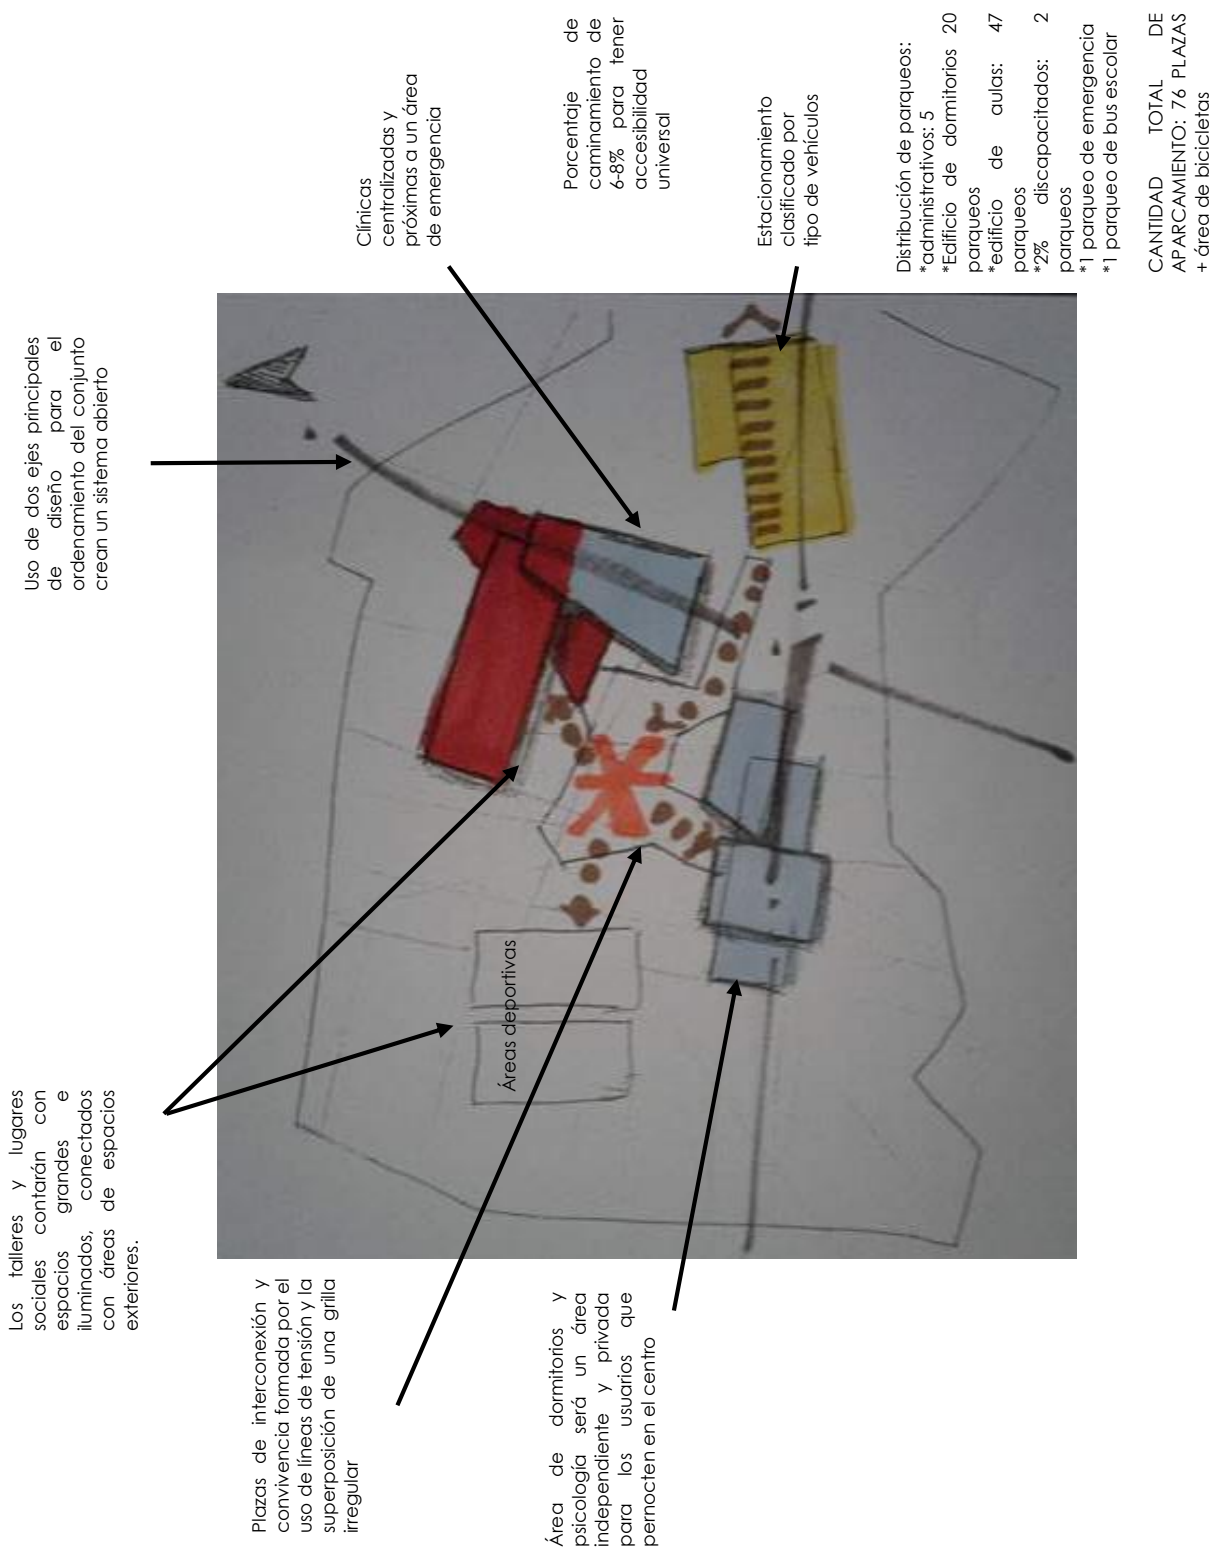 Los talleres y lugares
sociales contarán con
espacios grandes e
iluminados, conectados
con áreas de espacios
exteriores.
Uso de dos ejes principales
de diseño para el
ordenamiento del conjunto
crean un sistema abierto
Plazas de interconexión y
convivencia formada por el
uso de líneas de tensión y la
superposición de una grilla
irregular
Clínicas
centralizadas y
próximas a un área
de emergencia
Áreas deportivas
Área de dormitorios y
psicología será un área
independiente y privada
para los usuarios que
pernocten en el centro
Porcentaje de
caminamiento de
6-8% para tener
accesibilidad
universal
Estacionamiento
clasificado por
tipo de vehículos
Distribución de parqueos:
*administrativos: 5
*Edificio de dormitorios 20
parqueos
*edificio de aulas: 47
parqueos
*2% discapacitados: 2
parqueos
*1 parqueo de emergencia
*1 parqueo de bus escolar
CANTIDAD TOTAL DE
APARCAMIENTO: 76 PLAZAS
+ área de bicicletas